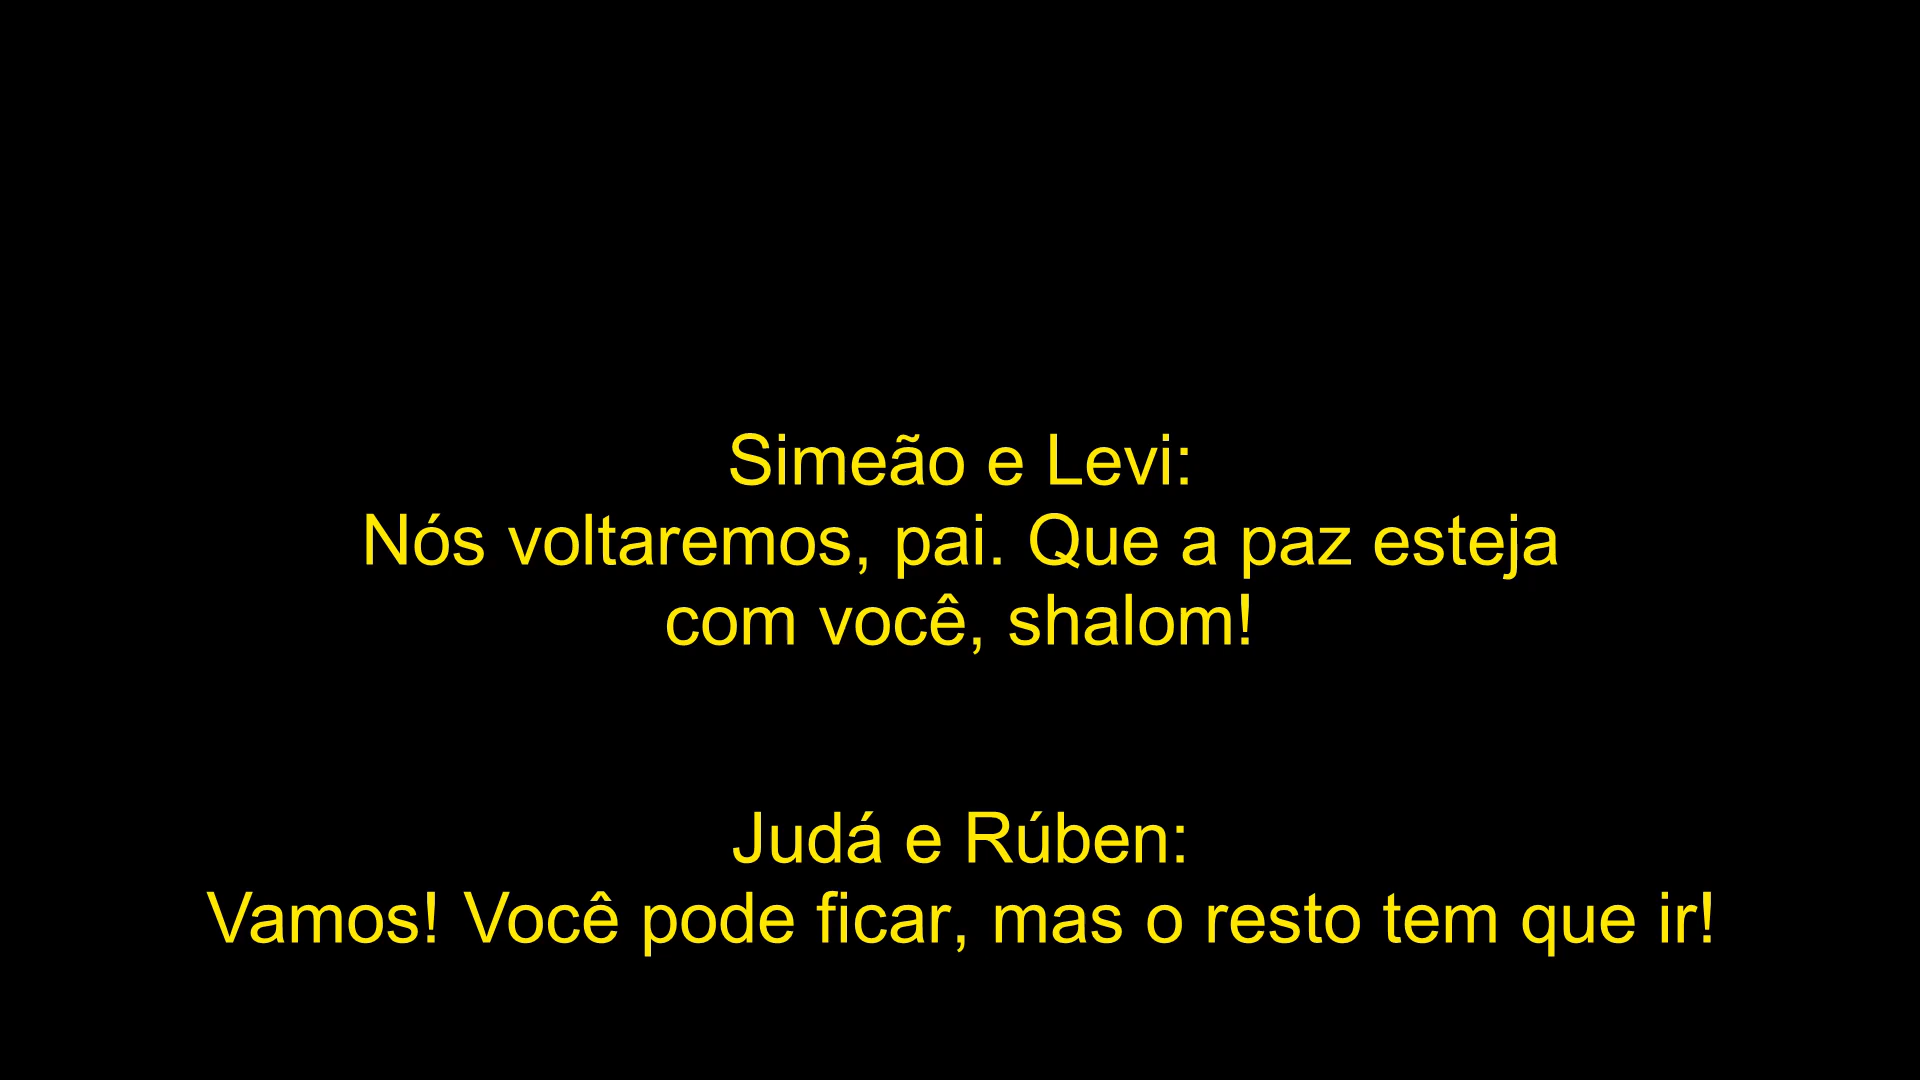 Simeão e Levi:
Nós voltaremos, pai. Que a paz esteja
com você, shalom!
Judá e Rúben:
Vamos! Você pode ficar, mas o resto tem que ir!